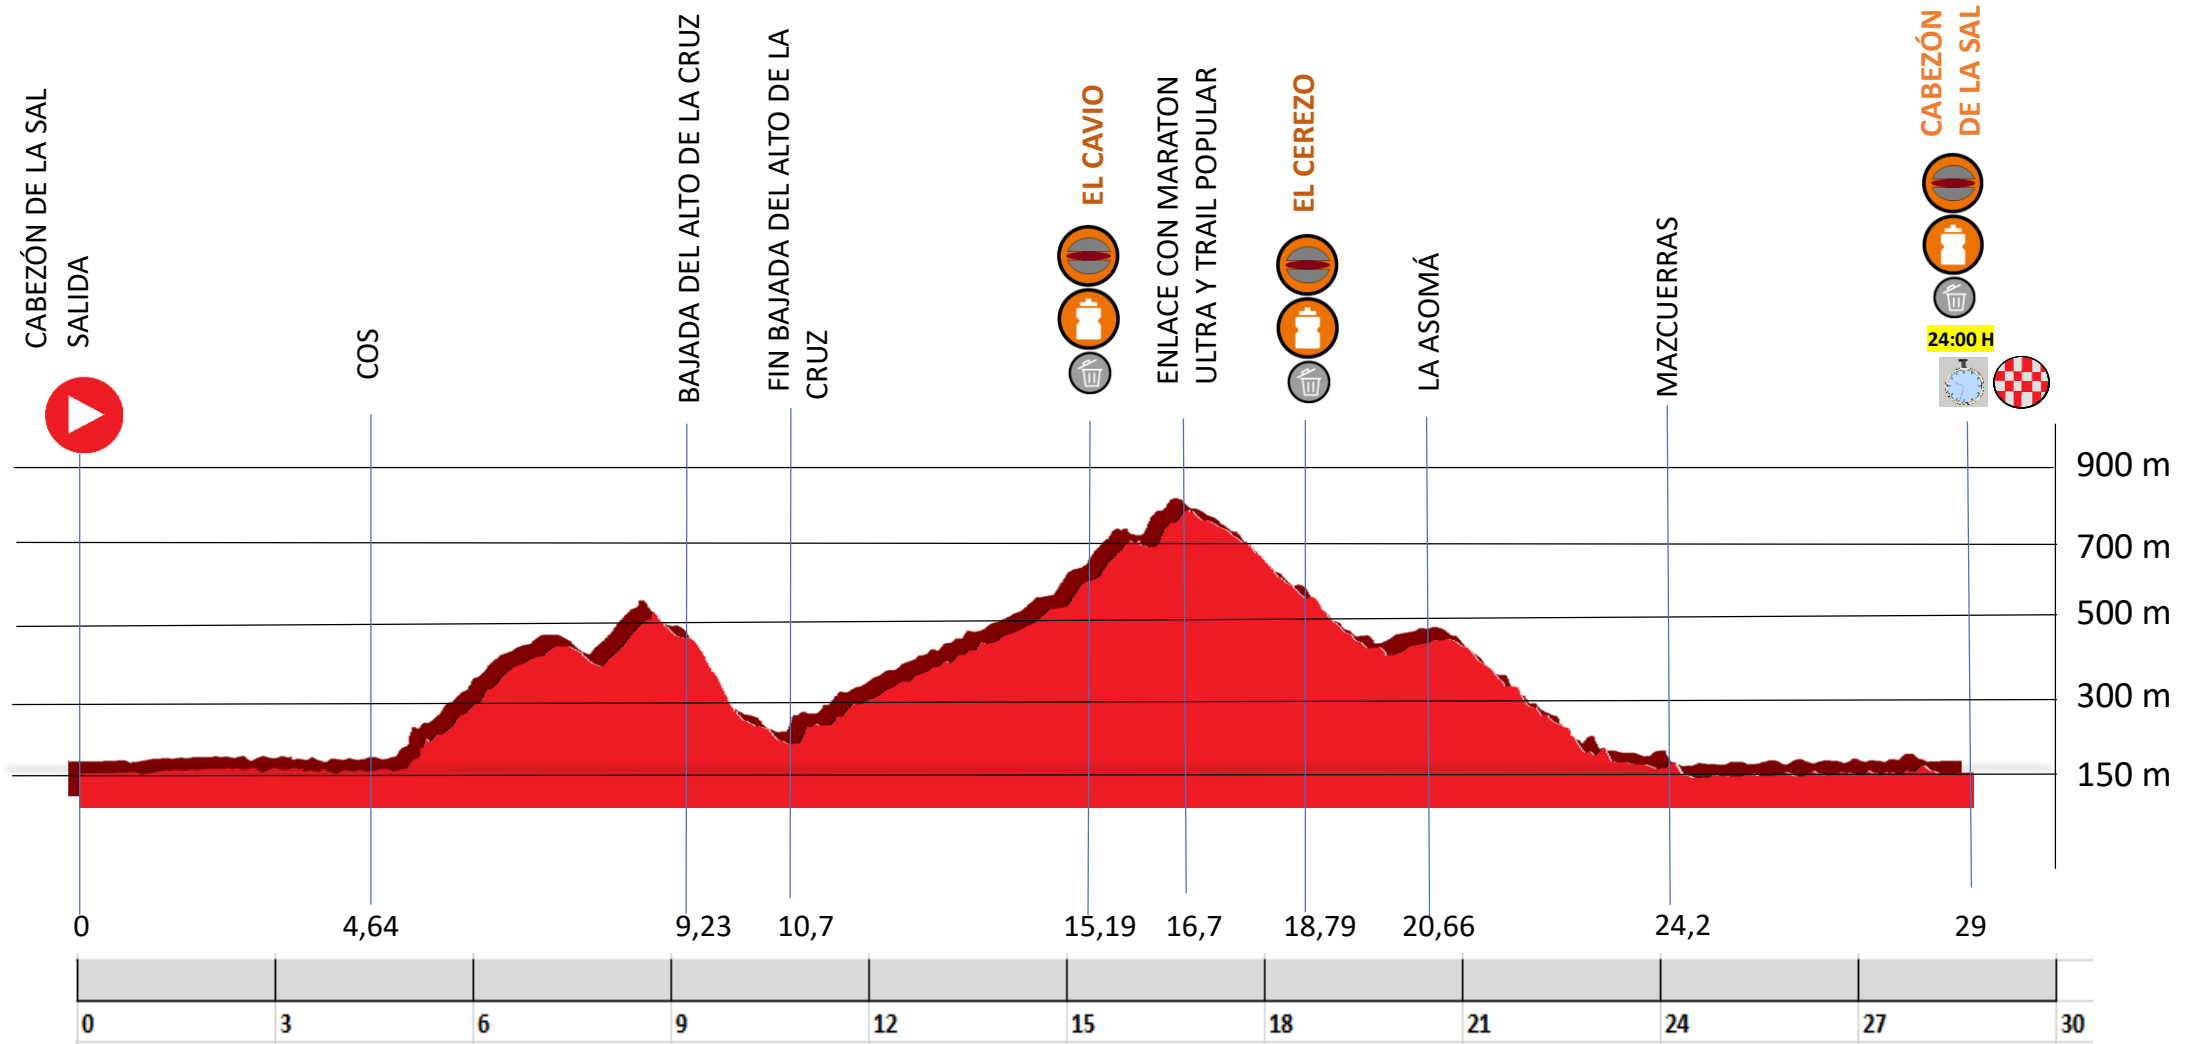 CABEZÓN DE LA SAL
SALIDA
COS
BAJADA DEL ALTO DE LA CRUZ
FIN BAJADA DEL ALTO DE LA
CRUZ
EL CAVIO
ENLACE CON MARATON
ULTRA Y TRAIL POPULAR
EL CEREZO
LA ASOMÁ
MAZCUERRAS
CABEZÓN
DE LA SAL
24:00 H
900 m
700 m
500 m
300 m
150 m
0 4,64 9,23 10,7 15,19 16,7 18,79 20,66 24,2 29
0 3 6 9 12 15 18 21 24 27 30